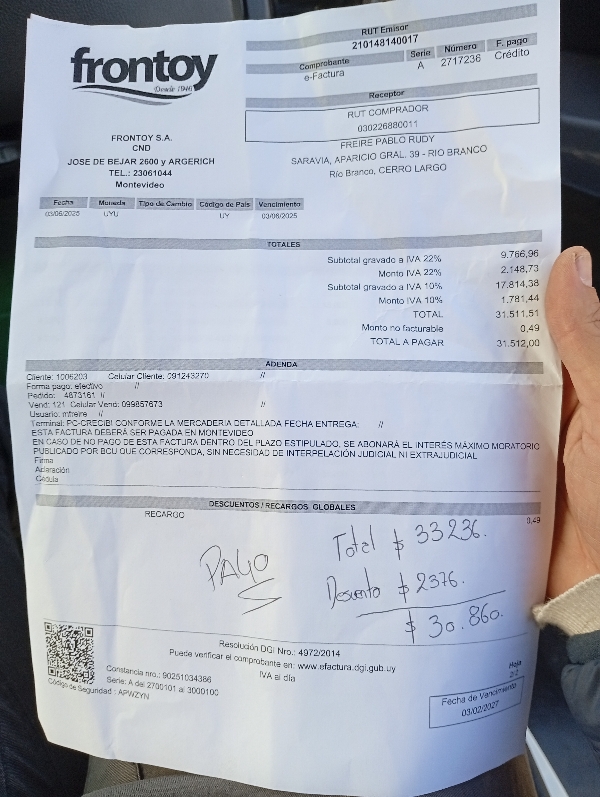 frontoy
Desde 1940
FRONTOY S.A.
CND
JOSE DE BEJAR 2600 y ARGERICH
TEL.: 23061044
Montevideo
RUT Emisor
210148140017
Comprobante Serie Número F. pago
e-Factura A 2717236 Crédito
Receptor
RUT COMPRADOR
030226880011
FREIRE PABLO RUDY
SARAVIA, APARICIO GRAL. 39 - RIO BRANCO
Río Branco, CERRO LARGO
Fecha Moneda Tipo de Cambio Código de País Vencimiento
03/06/2025 UYU UY 03/06/2025
TOTALES
Subtotal gravado a IVA 22% 9.766,96
Monto IVA 22% 2.148,73
Subtotal gravado a IVA 10% 17.814,38
Monto IVA 10% 1.781,44
TOTAL 31.511,51
Monto no facturable 0,49
TOTAL A PAGAR 31.512,00
ADENDA
Cliente: 1006203 Celular Cliente: 091243270 //
Forma pago: efectivo //
Pedido: 4873161 //
Vend: 121 Celular Vend: 099857673 //
Usuario: mfreire //
Terminal: PC-CRECIBI CONFORME LA MERCADERIA DETALLADA FECHA ENTREGA: //
ESTA FACTURA DEBERÁ SER PAGADA EN MONTEVIDEO
EN CASO DE NO PAGO DE ESTA FACTURA DENTRO DEL PLAZO ESTIPULADO, SE ABONARÁ EL INTERÉS MÁXIMO MORATORIO
PUBLICADO POR BCU QUE CORRESPONDA, SIN NECESIDAD DE INTERPELACIÓN JUDICIAL NI EXTRAJUDICIAL
Firma
Aclaración
Cédula
DESCUENTOS / RECARGOS GLOBALES
RECARGO 0,49
PAGO
Total $ 33236.
Descuento $ 2376.
$ 30.860.
Resolución DGI Nro.: 4972/2014
Puede verificar el comprobante en: www.efactura.dgi.gub.uy
IVA al día
Constancia nro.: 90251034386
Serie: A del 2700101 al 3000100
Código de Seguridad : APWZYN
Hoja
Fecha de Vencimiento
03/02/2027